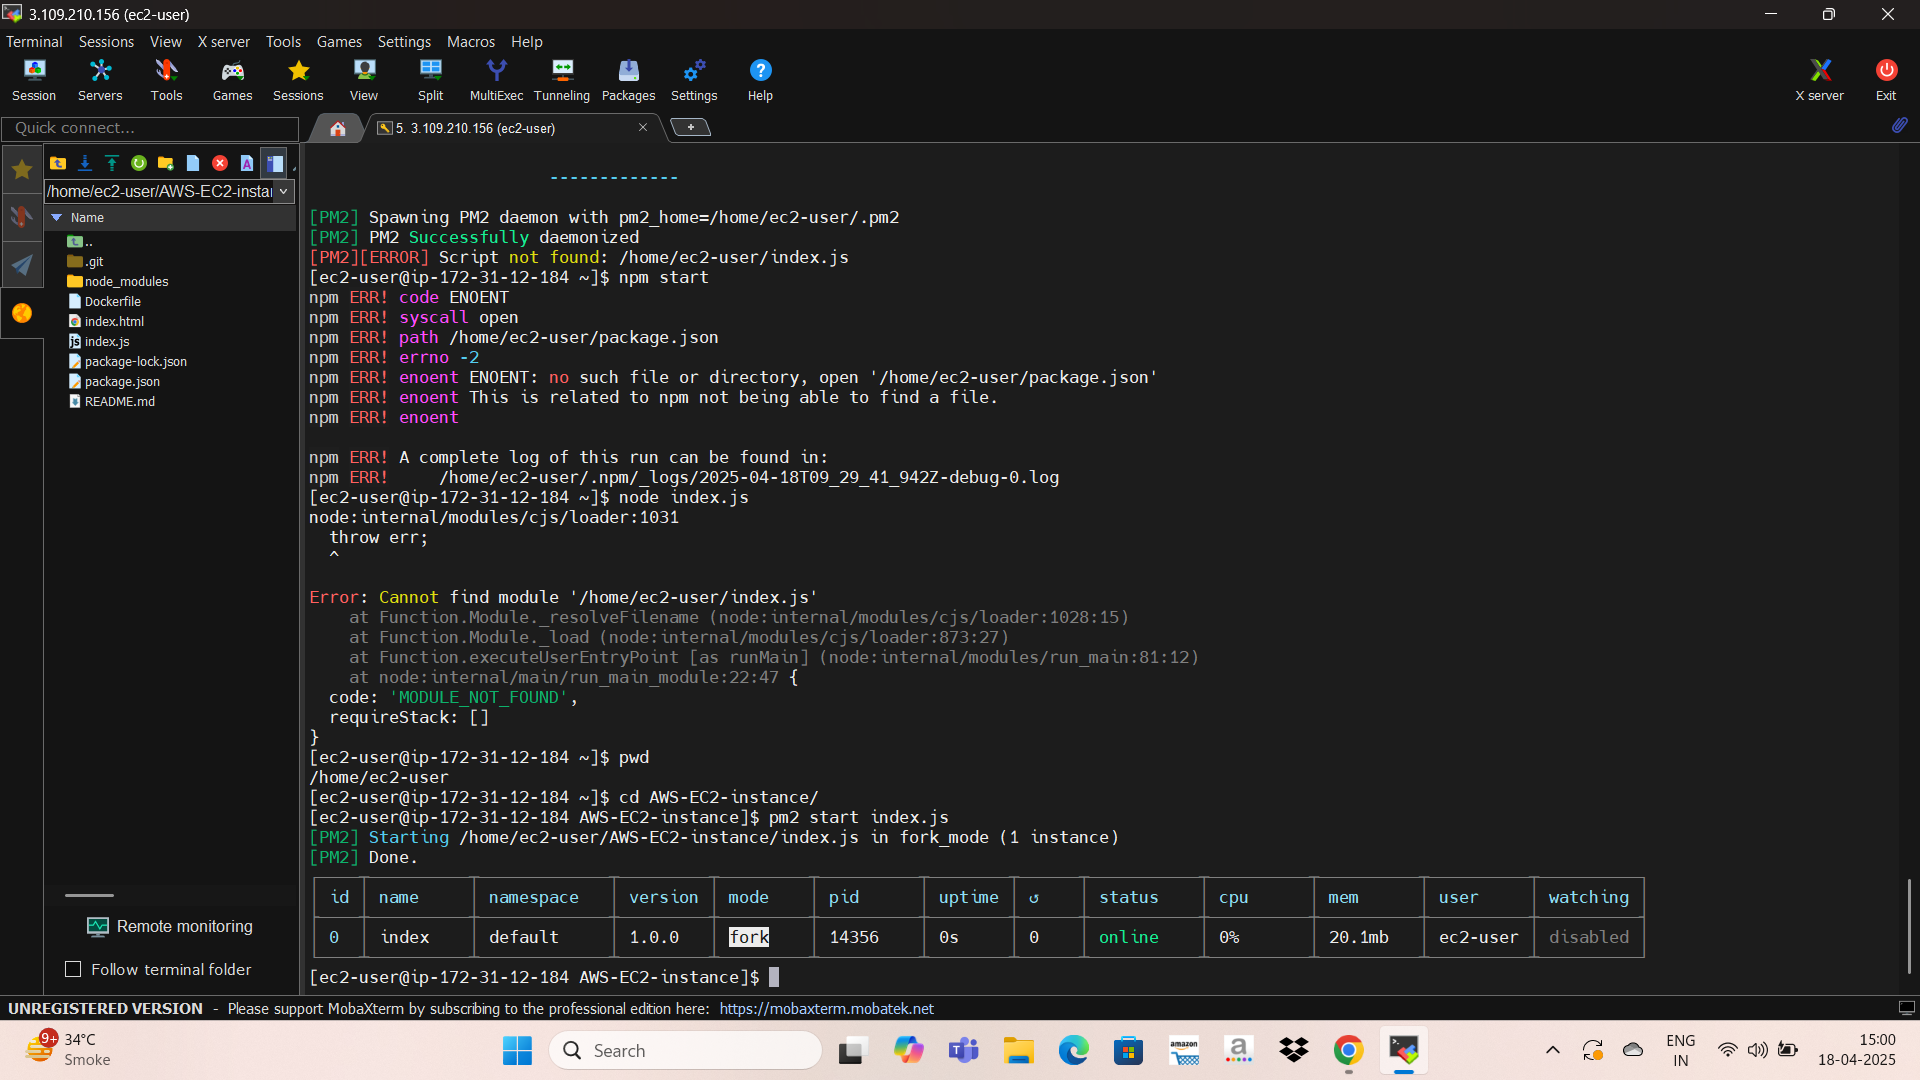 3.109.210.156 (ec2-user)
Terminal Sessions View X server Tools Games Settings Macros Help
Session Servers Tools Games Sessions View Split MultiExec Tunneling Packages Settings Help X server Exit
Quick connect...
5. 3.109.210.156 (ec2-user)
/home/ec2-user/AWS-EC2-instar
Name
..
.git
node_modules
Dockerfile
index.html
index.js
package-lock.json
package.json
README.md
Remote monitoring
Follow terminal folder
-------------
[PM2] Spawning PM2 daemon with pm2_home=/home/ec2-user/.pm2
[PM2] PM2 Successfully daemonized
[PM2][ERROR] Script not found: /home/ec2-user/index.js
[ec2-user@ip-172-31-12-184 ~]$ npm start
npm ERR! code ENOENT
npm ERR! syscall open
npm ERR! path /home/ec2-user/package.json
npm ERR! errno -2
npm ERR! enoent ENOENT: no such file or directory, open '/home/ec2-user/package.json'
npm ERR! enoent This is related to npm not being able to find a file.
npm ERR! enoent
npm ERR! A complete log of this run can be found in:
npm ERR!     /home/ec2-user/.npm/_logs/2025-04-18T09_29_41_942Z-debug-0.log
[ec2-user@ip-172-31-12-184 ~]$ node index.js
node:internal/modules/cjs/loader:1031
  throw err;
  ^
Error: Cannot find module '/home/ec2-user/index.js'
    at Function.Module._resolveFilename (node:internal/modules/cjs/loader:1028:15)
    at Function.Module._load (node:internal/modules/cjs/loader:873:27)
    at Function.executeUserEntryPoint [as runMain] (node:internal/modules/run_main:81:12)
    at node:internal/main/run_main_module:22:47 {
  code: 'MODULE_NOT_FOUND',
  requireStack: []
}
[ec2-user@ip-172-31-12-184 ~]$ pwd
/home/ec2-user
[ec2-user@ip-172-31-12-184 ~]$ cd AWS-EC2-instance/
[ec2-user@ip-172-31-12-184 AWS-EC2-instance]$ pm2 start index.js
[PM2] Starting /home/ec2-user/AWS-EC2-instance/index.js in fork_mode (1 instance)
[PM2] Done.
id name namespace version mode pid uptime ↺ status cpu mem user watching
0 index default 1.0.0 fork 14356 0s 0 online 0% 20.1mb ec2-user disabled
[ec2-user@ip-172-31-12-184 AWS-EC2-instance]$
UNREGISTERED VERSION - Please support MobaXterm by subscribing to the professional edition here: https://mobaxterm.mobatek.net
9+
34°C
Smoke
Search
amazon
ENG
IN
15:00
18-04-2025